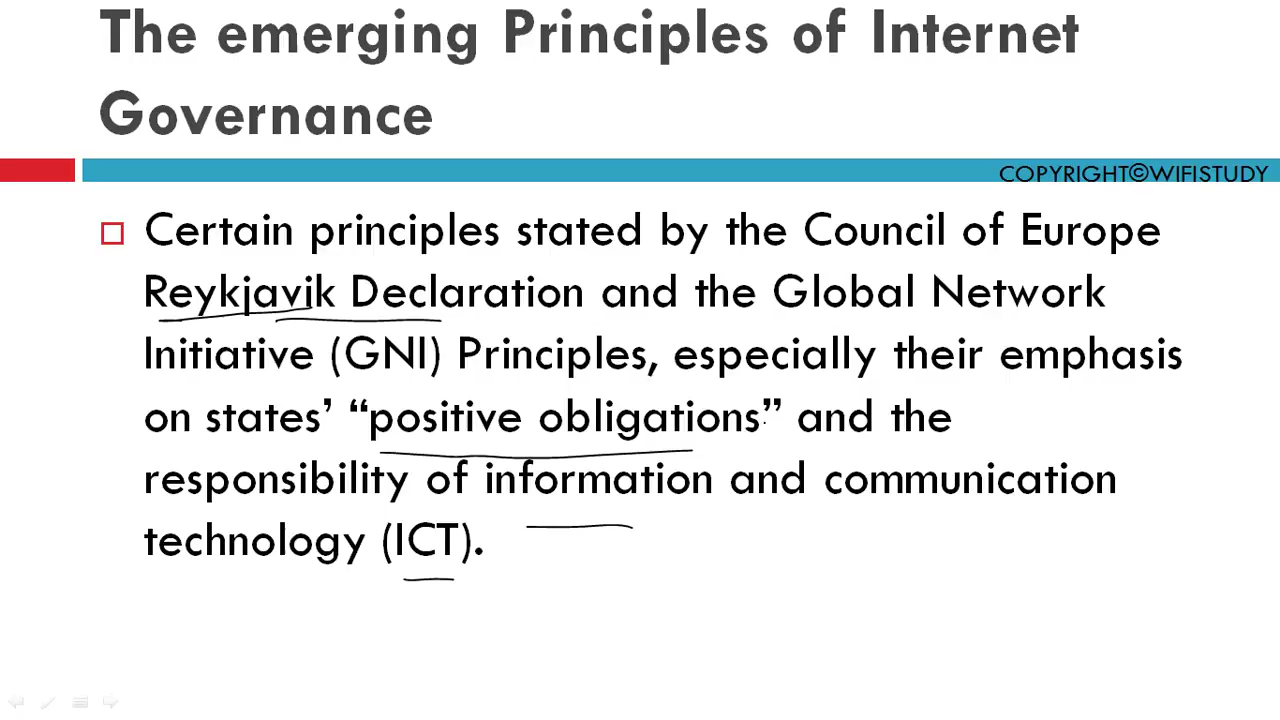 The emerging Principles of Internet
Governance
COPYRIGHT©WIFISTUDY
Certain principles stated by the Council of Europe
Reykjavik Declaration and the Global Network
Initiative (GNI) Principles, especially their emphasis
on states’ “positive obligations” and the
responsibility of information and communication
technology (ICT).